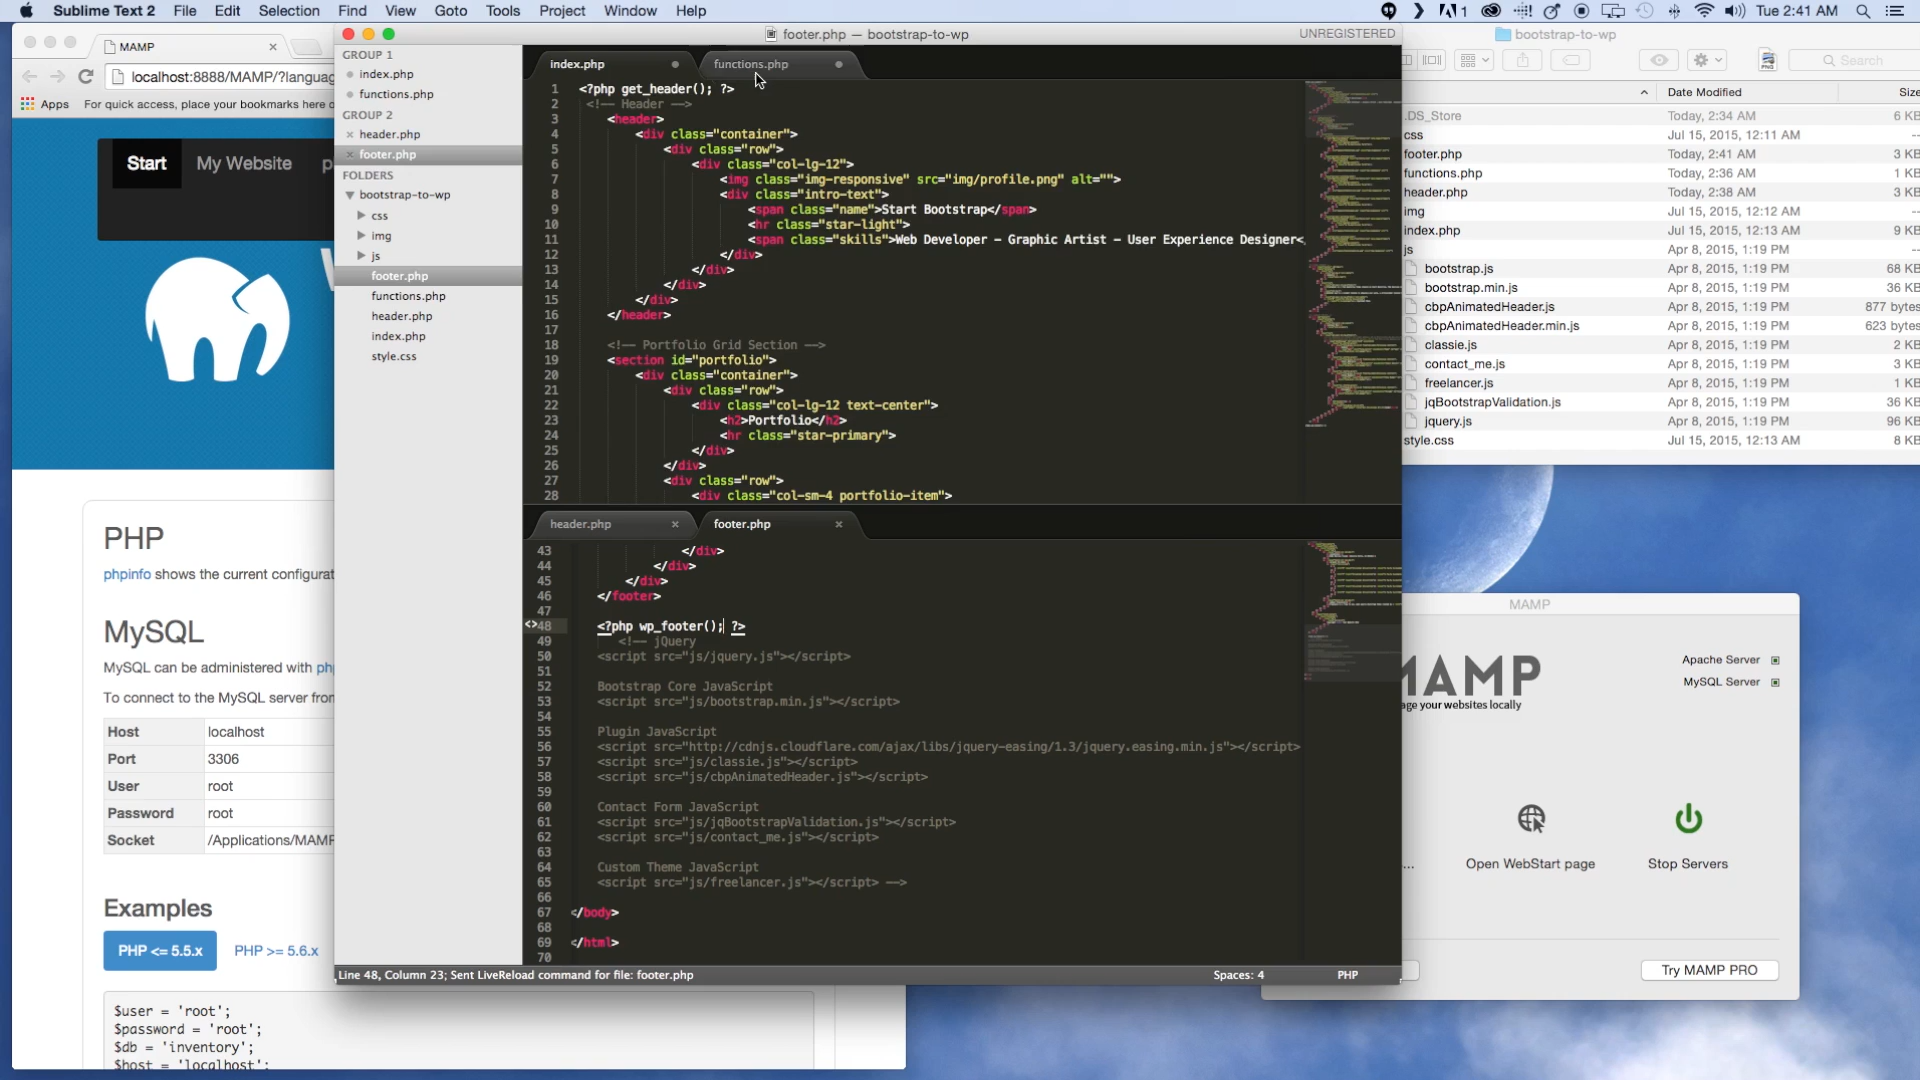 Sublime Text 2 File Edit Selection Find View Goto Tools Project Window Help
1 Tue 2:41 AM
MAMP
localhost:8888/MAMP/?languag
Apps For quick access, place your bookmarks here o
Start My Website p
PHP
phpinfo shows the current configurat
MySQL
MySQL can be administered with ph
To connect to the MySQL server from
Host localhost
Port 3306
User root
Password root
Socket /Applications/MAMP
Examples
PHP <= 5.5.x PHP >= 5.6.x
$user = 'root';
$password = 'root';
$db = 'inventory';
$host = 'localhost';
footer.php — bootstrap-to-wp
UNREGISTERED
GROUP 1
index.php
functions.php
GROUP 2
header.php
footer.php
FOLDERS
bootstrap-to-wp
css
img
js
footer.php
functions.php
header.php
index.php
style.css
index.php functions.php
1 <?php get_header(); ?>
2 <!-- Header -->
3 <header>
4 <div class="container">
5 <div class="row">
6 <div class="col-lg-12">
7 <img class="img-responsive" src="img/profile.png" alt="">
8 <div class="intro-text">
9 <span class="name">Start Bootstrap</span>
10 <hr class="star-light">
11 <span class="skills">Web Developer - Graphic Artist - User Experience Designer<
12 </div>
13 </div>
14 </div>
15 </div>
16 </header>
17
18 <!-- Portfolio Grid Section -->
19 <section id="portfolio">
20 <div class="container">
21 <div class="row">
22 <div class="col-lg-12 text-center">
23 <h2>Portfolio</h2>
24 <hr class="star-primary">
25 </div>
26 </div>
27 <div class="row">
28 <div class="col-sm-4 portfolio-item">
header.php footer.php
43 </div>
44 </div>
45 </div>
46 </footer>
47
48 <?php wp_footer(); ?>
49 <!-- jQuery
50 <script src="js/jquery.js"></script>
51
52 Bootstrap Core JavaScript
53 <script src="js/bootstrap.min.js"></script>
54
55 Plugin JavaScript
56 <script src="http://cdnjs.cloudflare.com/ajax/libs/jquery-easing/1.3/jquery.easing.min.js"></script>
57 <script src="js/classie.js"></script>
58 <script src="js/cbpAnimatedHeader.js"></script>
59
60 Contact Form JavaScript
61 <script src="js/jqBootstrapValidation.js"></script>
62 <script src="js/contact_me.js"></script>
63
64 Custom Theme JavaScript
65 <script src="js/freelancer.js"></script> -->
66
67 </body>
68
69 </html>
70
Line 48, Column 23; Sent LiveReload command for file: footer.php Spaces: 4 PHP
bootstrap-to-wp
Search
Date Modified Size
.DS_Store Today, 2:34 AM 6 KB
css Jul 15, 2015, 12:11 AM --
footer.php Today, 2:41 AM 3 KB
functions.php Today, 2:36 AM 1 KB
header.php Today, 2:38 AM 3 KB
img Jul 15, 2015, 12:12 AM --
index.php Jul 15, 2015, 12:13 AM 9 KB
js Apr 8, 2015, 1:19 PM --
bootstrap.js Apr 8, 2015, 1:19 PM 68 KB
bootstrap.min.js Apr 8, 2015, 1:19 PM 36 KB
cbpAnimatedHeader.js Apr 8, 2015, 1:19 PM 877 bytes
cbpAnimatedHeader.min.js Apr 8, 2015, 1:19 PM 623 bytes
classie.js Apr 8, 2015, 1:19 PM 2 KB
contact_me.js Apr 8, 2015, 1:19 PM 3 KB
freelancer.js Apr 8, 2015, 1:19 PM 1 KB
jqBootstrapValidation.js Apr 8, 2015, 1:19 PM 36 KB
jquery.js Apr 8, 2015, 1:19 PM 96 KB
style.css Jul 15, 2015, 12:13 AM 8 KB
MAMP
MAMP
age your websites locally
Apache Server
MySQL Server
... Open WebStart page Stop Servers
Try MAMP PRO